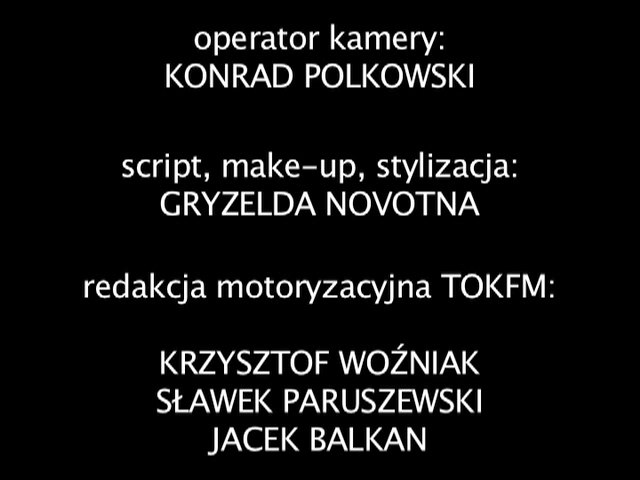 operator kamery:
KONRAD POLKOWSKI
script, make-up, stylizacja:
GRYZELDA NOVOTNA
redakcja motoryzacyjna TOKFM:
KRZYSZTOF WOŹNIAK
SŁAWEK PARUSZEWSKI
JACEK BALKAN